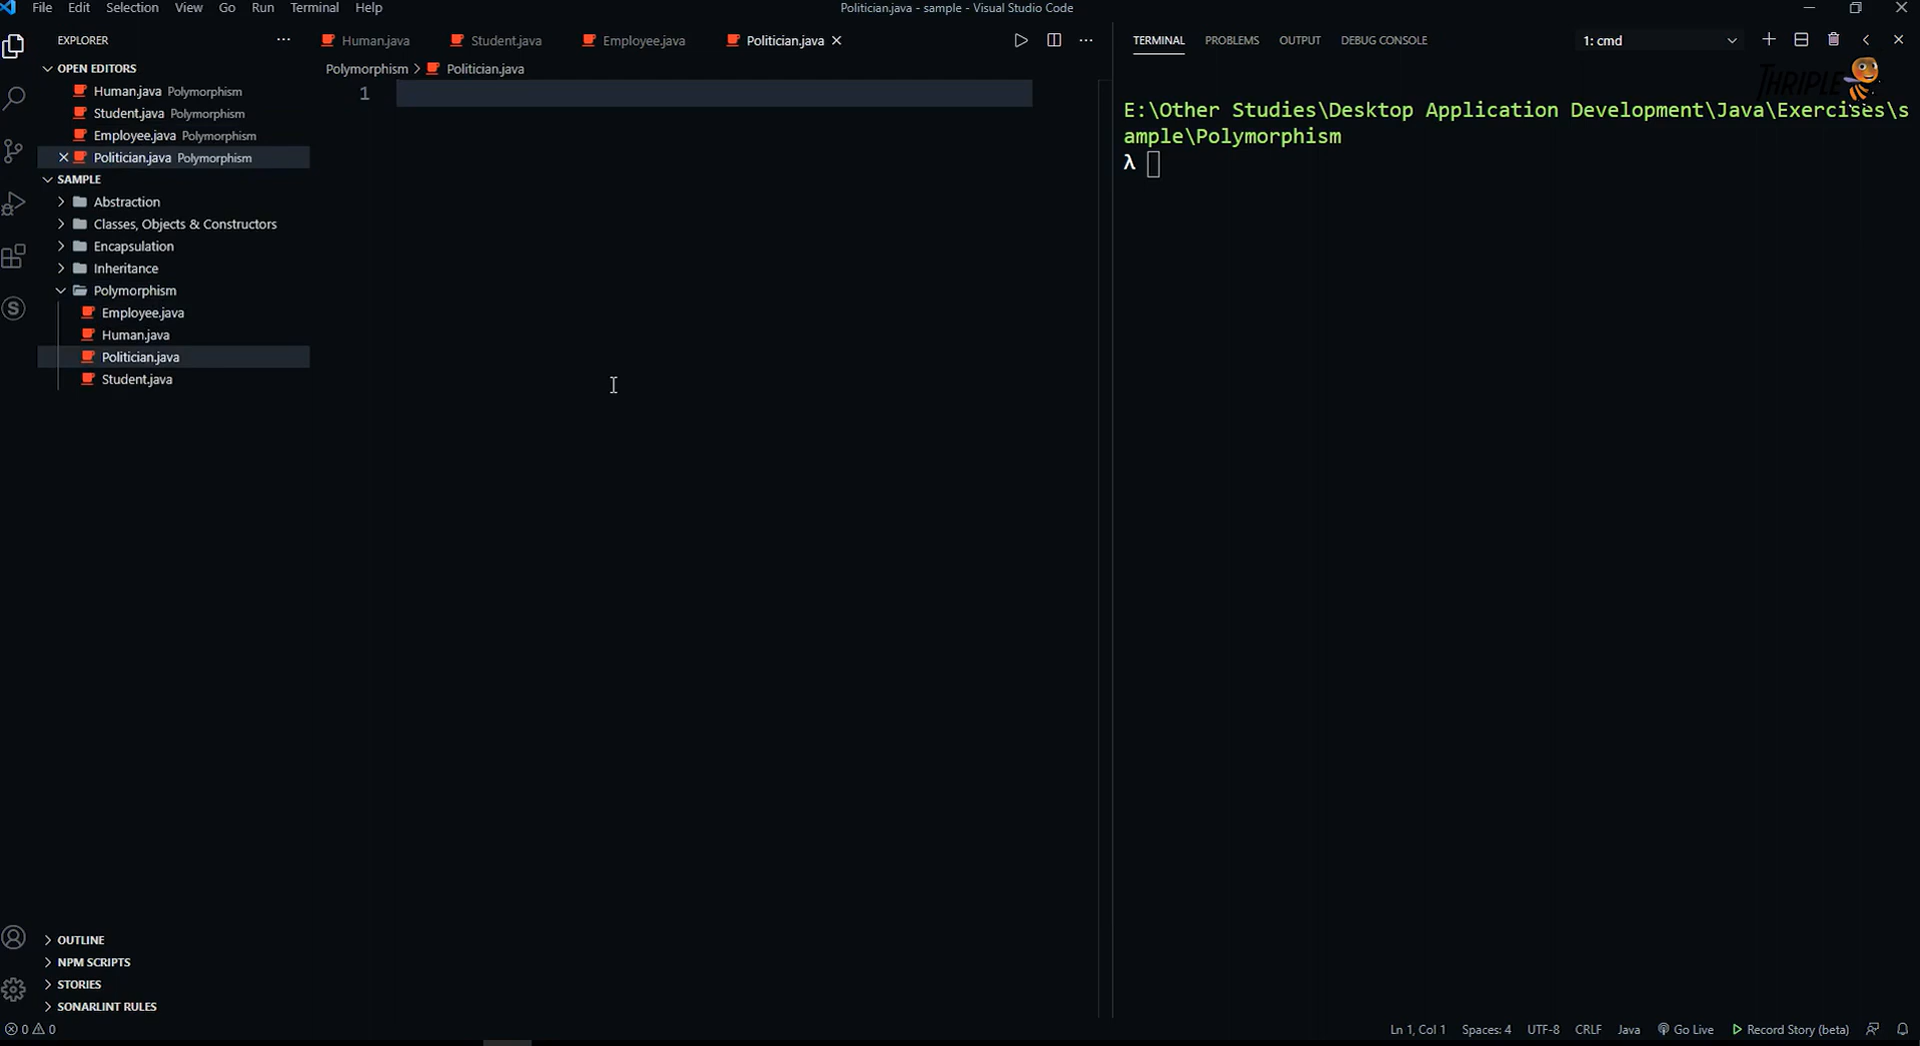 File Edit Selection View Go Run Terminal Help
Politician.java - sample - Visual Studio Code
EXPLORER
OPEN EDITORS
Human.java Polymorphism
Student.java Polymorphism
Employee.java Polymorphism
Politician.java Polymorphism
SAMPLE
Abstraction
Classes, Objects & Constructors
Encapsulation
Inheritance
Polymorphism
Employee.java
Human.java
Politician.java
Student.java
OUTLINE
NPM SCRIPTS
STORIES
SONARLINT RULES
Human.java Student.java Employee.java Politician.java
Polymorphism > Politician.java
1
TERMINAL PROBLEMS OUTPUT DEBUG CONSOLE
1: cmd
THRIPLE
E:\Other Studies\Desktop Application Development\Java\Exercises\s
ample\Polymorphism
λ
0 0
Ln 1, Col 1 Spaces: 4 UTF-8 CRLF Java Go Live Record Story (beta)